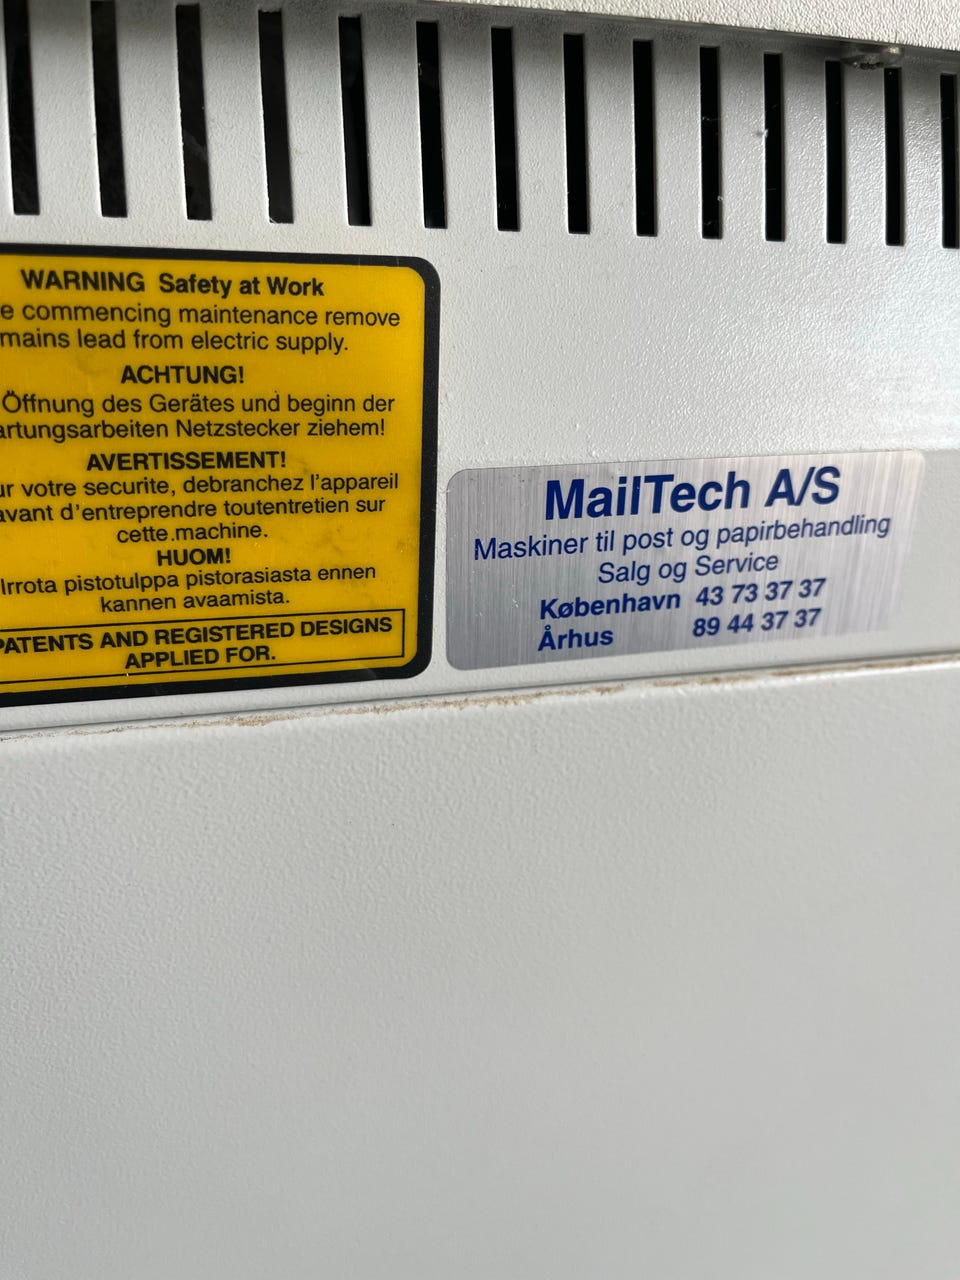 WARNING Safety at Work
commencing maintenance remove
mains lead from electric supply.
ACHTUNG!
Öffnung des Gerätes und beginn der
artungsarbeiten Netzstecker ziehem!
AVERTISSEMENT!
ur votre securite, debranchez l'appareil
avant d'entreprendre toutentretien sur
cette.machine.
HUOM!
Irrota pistotulppa pistorasiasta ennen
kannen avaamista.
PATENTS AND REGISTERED DESIGNS
APPLIED FOR.
MailTech A/S
Maskiner til post og papirbehandling
Salg og Service
København 43 73 37 37
Århus 89 44 37 37